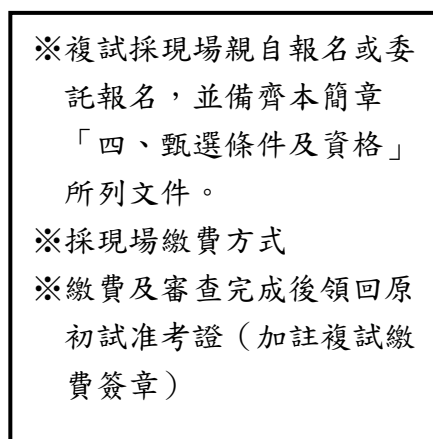 ※複試採現場親自報名或委
託報名，並備齊本簡章
「四、甄選條件及資格」
所列文件。
※採現場繳費方式
※繳費及審查完成後領回原
初試准考證（加註複試繳
費簽章）